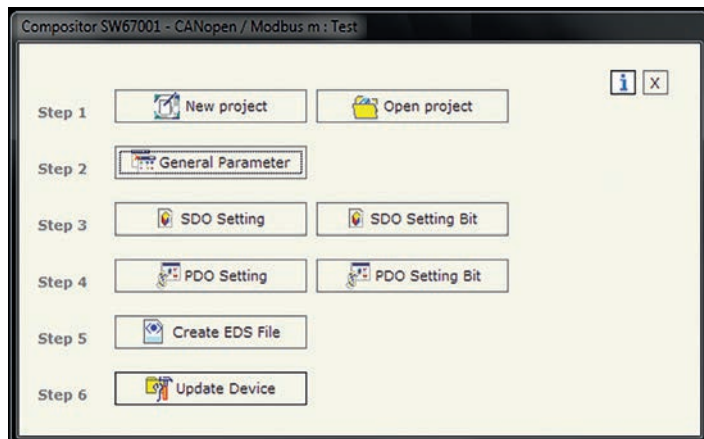 Compositor SW67001 - CANopen / Modbus m : Test
i X
Step 1 New project Open project
Step 2 General Parameter
Step 3 SDO Setting SDO Setting Bit
Step 4 PDO Setting PDO Setting Bit
Step 5 Create EDS File
Step 6 Update Device